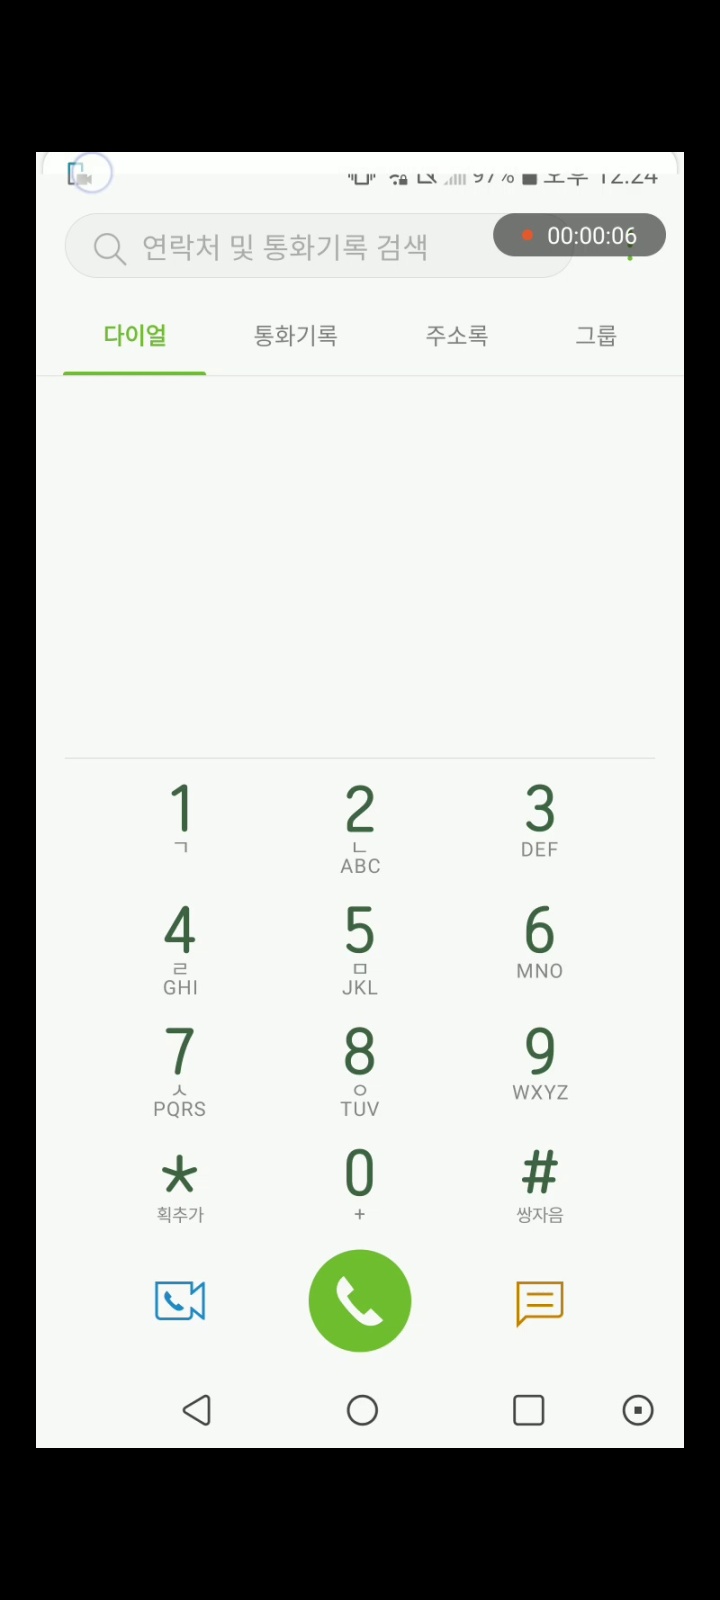 97% 오후 12:24
연락처 및 통화기록 검색
00:00:06
다이얼 통화기록 주소록 그룹
1 2 3
ㄱ ㄴ DEF
ABC
4 5 6
ㄹ ㅁ MNO
GHI JKL
7 8 9
ㅅ ㅇ WXYZ
PQRS TUV
* 0 #
획추가 + 쌍자음